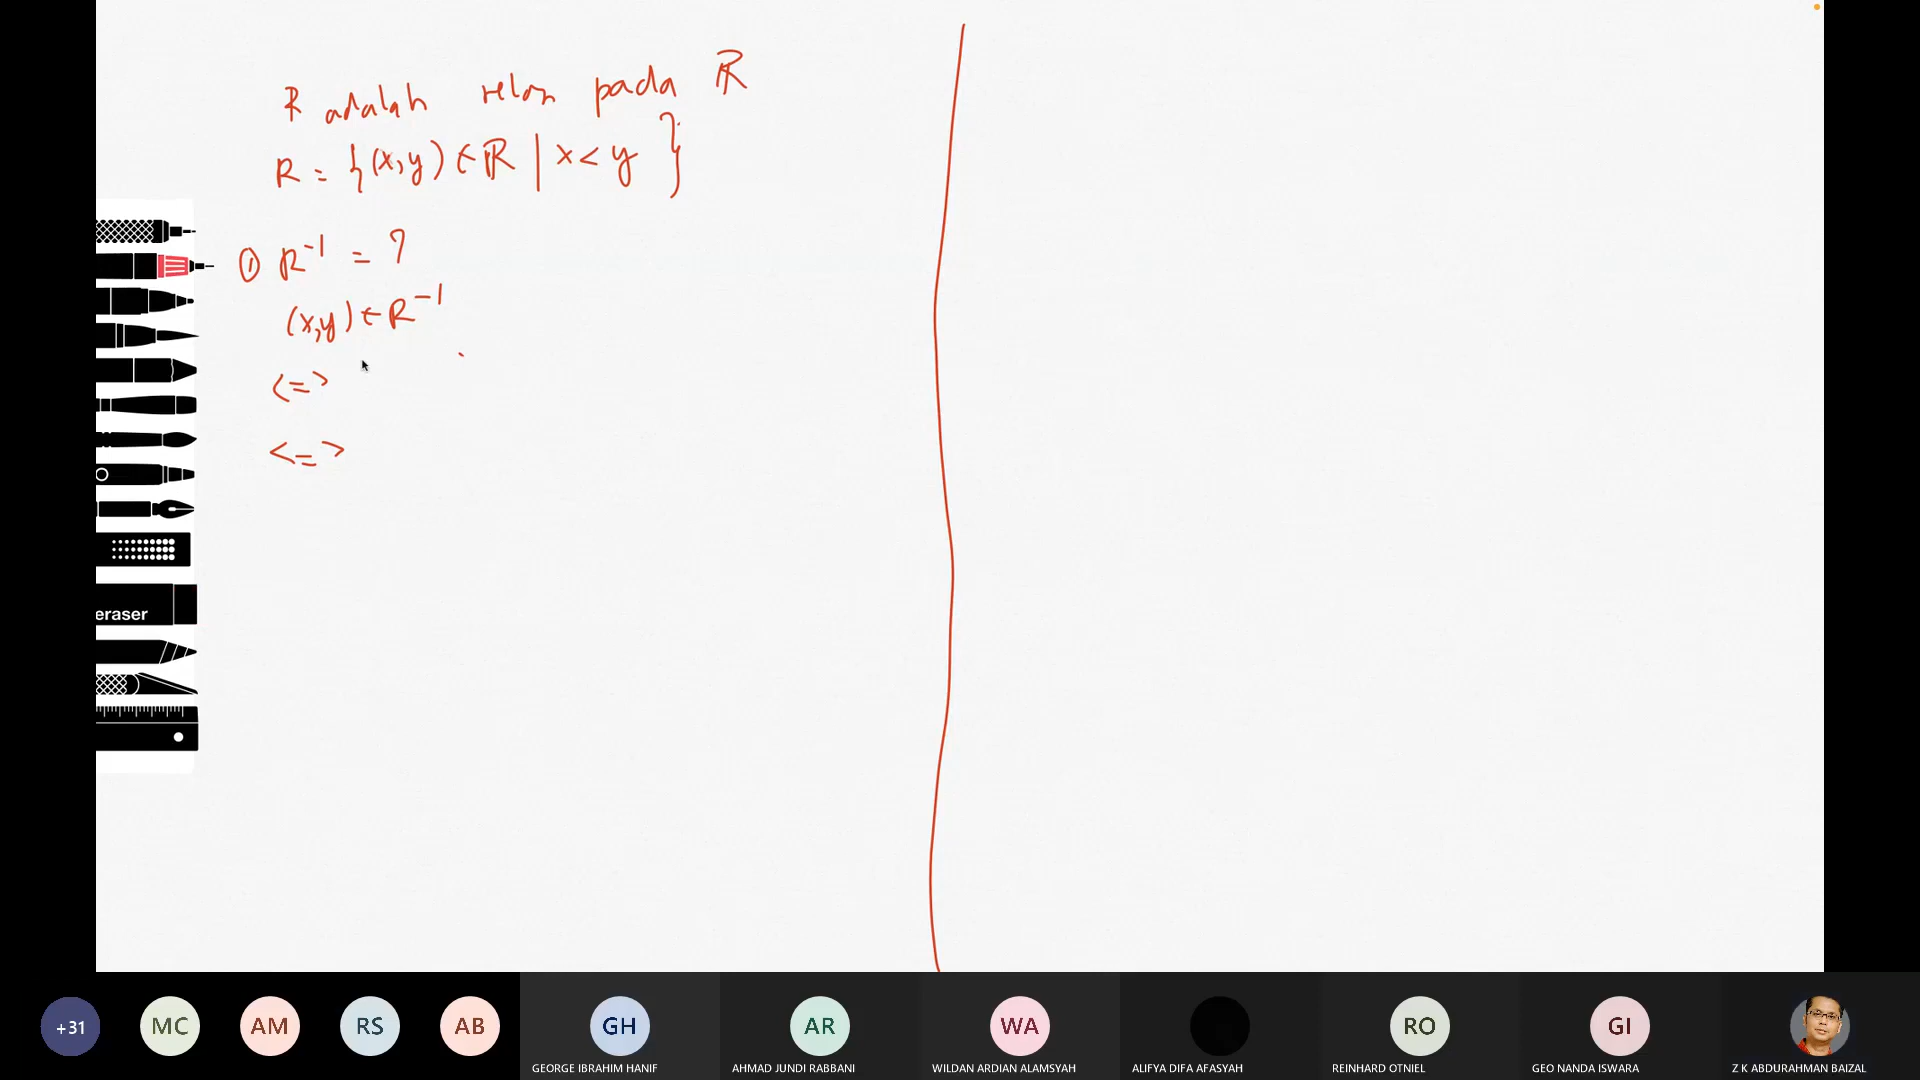 R adalah relasi pada ℝ
R = {(x,y) ∈ ℝ | x < y }
① R⁻¹ = ?
(x,y) ∈ R⁻¹
<=>
<=>
eraser
+31
MC
AM
RS
AB
GH
AR
WA
RO
GI
GEORGE IBRAHIM HANIF
AHMAD JUNDI RABBANI
WILDAN ARDIAN ALAMSYAH
ALIFYA DIFA AFASYAH
REINHARD OTNIEL
GEO NANDA ISWARA
Z K ABDURAHMAN BAIZAL